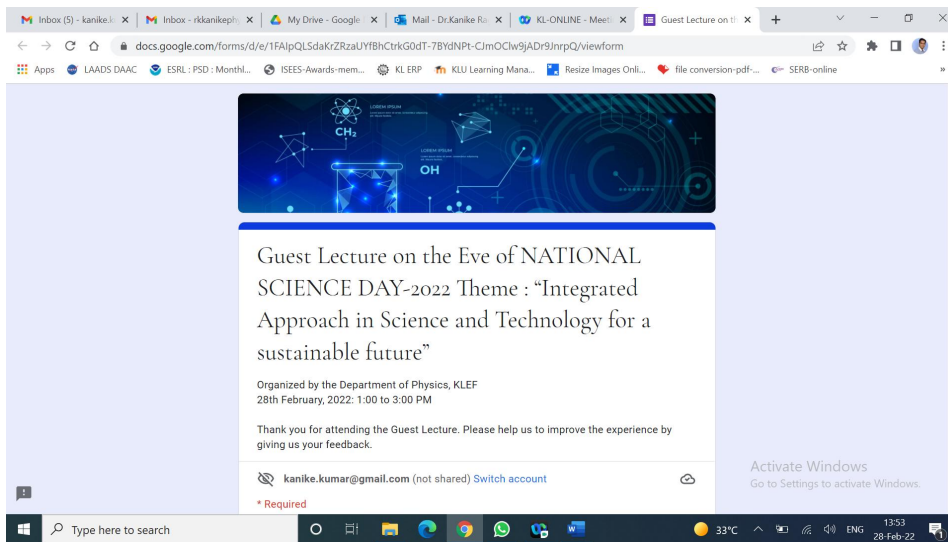 Inbox (5) - kanike.k
Inbox - rkkanikephy
My Drive - Google
Mail - Dr.Kanike Ra
KL-ONLINE - Meeti
Guest Lecture on th
docs.google.com/forms/d/e/
/viewform
Apps
LAADS DAAC
ESRL : PSD : Monthl...
ISEES-Awards-mem...
KL ERP
KLU Learning Mana...
Resize Images Onli...
file conversion-pdf-...
SERB-online
»
LOREM IPSUM
CH₂
LOREM IPSUM
OH
Guest Lecture on the Eve of NATIONAL
SCIENCE DAY-2022 Theme : “Integrated
Approach in Science and Technology for a
sustainable future”
Organized by the Department of Physics, KLEF
28th February, 2022: 1:00 to 3:00 PM
Thank you for attending the Guest Lecture. Please help us to improve the experience by
giving us your feedback.
kanike.kumar@gmail.com (not shared) Switch account
* Required
Activate Windows
Go to Settings to activate Windows.
Type here to search
33°C
ENG
13:53
28-Feb-22